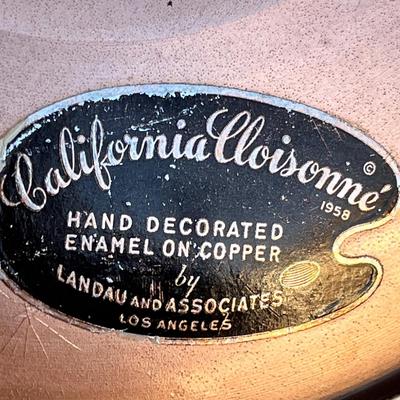 California Cloisonné ©
1958
HAND DECORATED
ENAMEL ON COPPER
by
LANDAU AND ASSOCIATES
LOS ANGELES